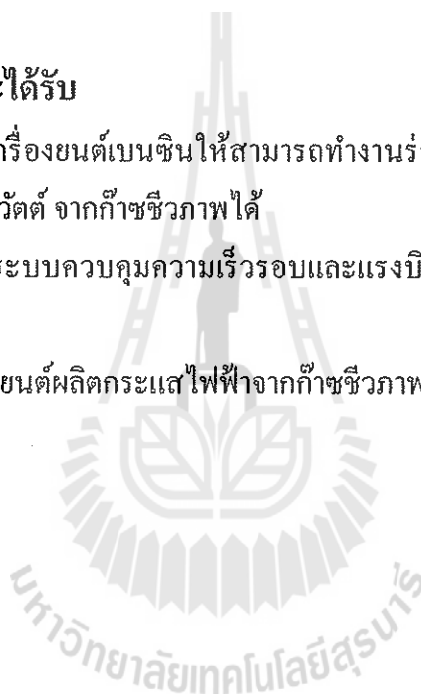 ะได้รับ
ครื่องยนต์เบนซินให้สามารถทำงานร่
วัตต์ จากก๊าซชีวภาพได้
ระบบควบคุมความเร็วรอบและแรงบิ
ยนต์ผลิตกระแสไฟฟ้าจากก๊าซชีวภาพ
มหาวิทยาลัยเทคโนโลยีสุรนารี